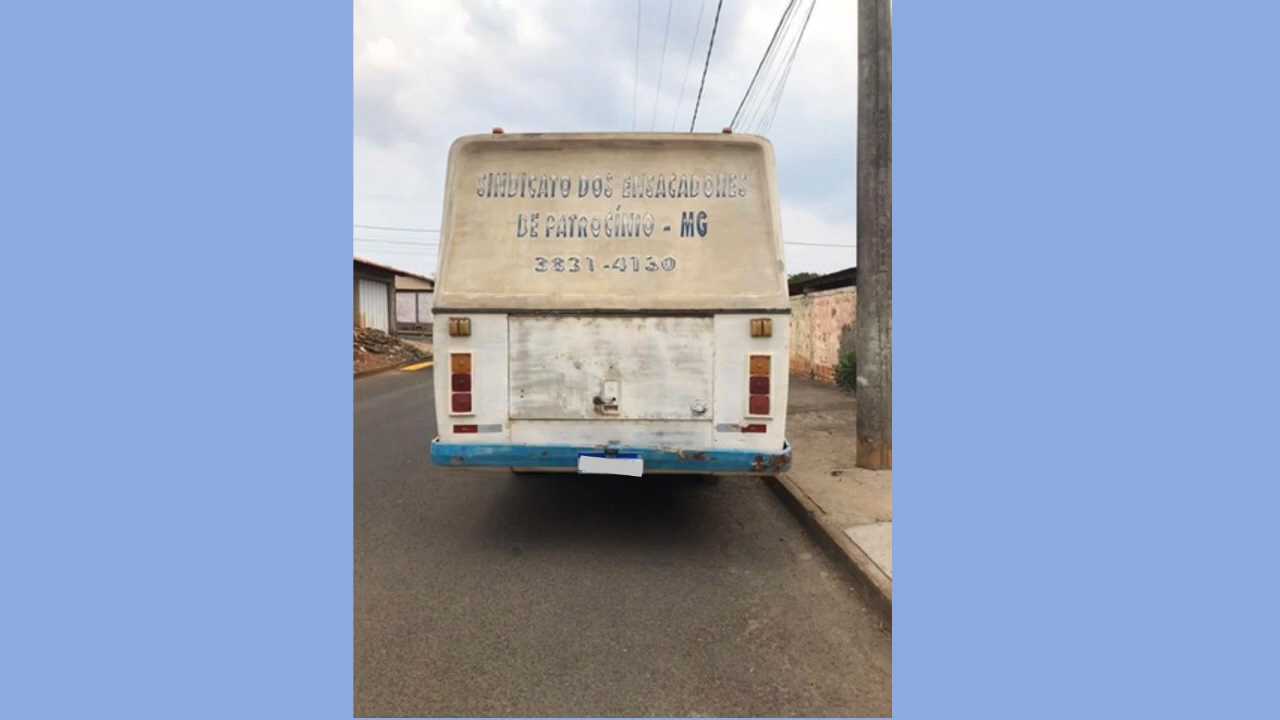 SINDICATO DOS ENSACADORES
DE PATROCÍNIO - MG
3831-4130